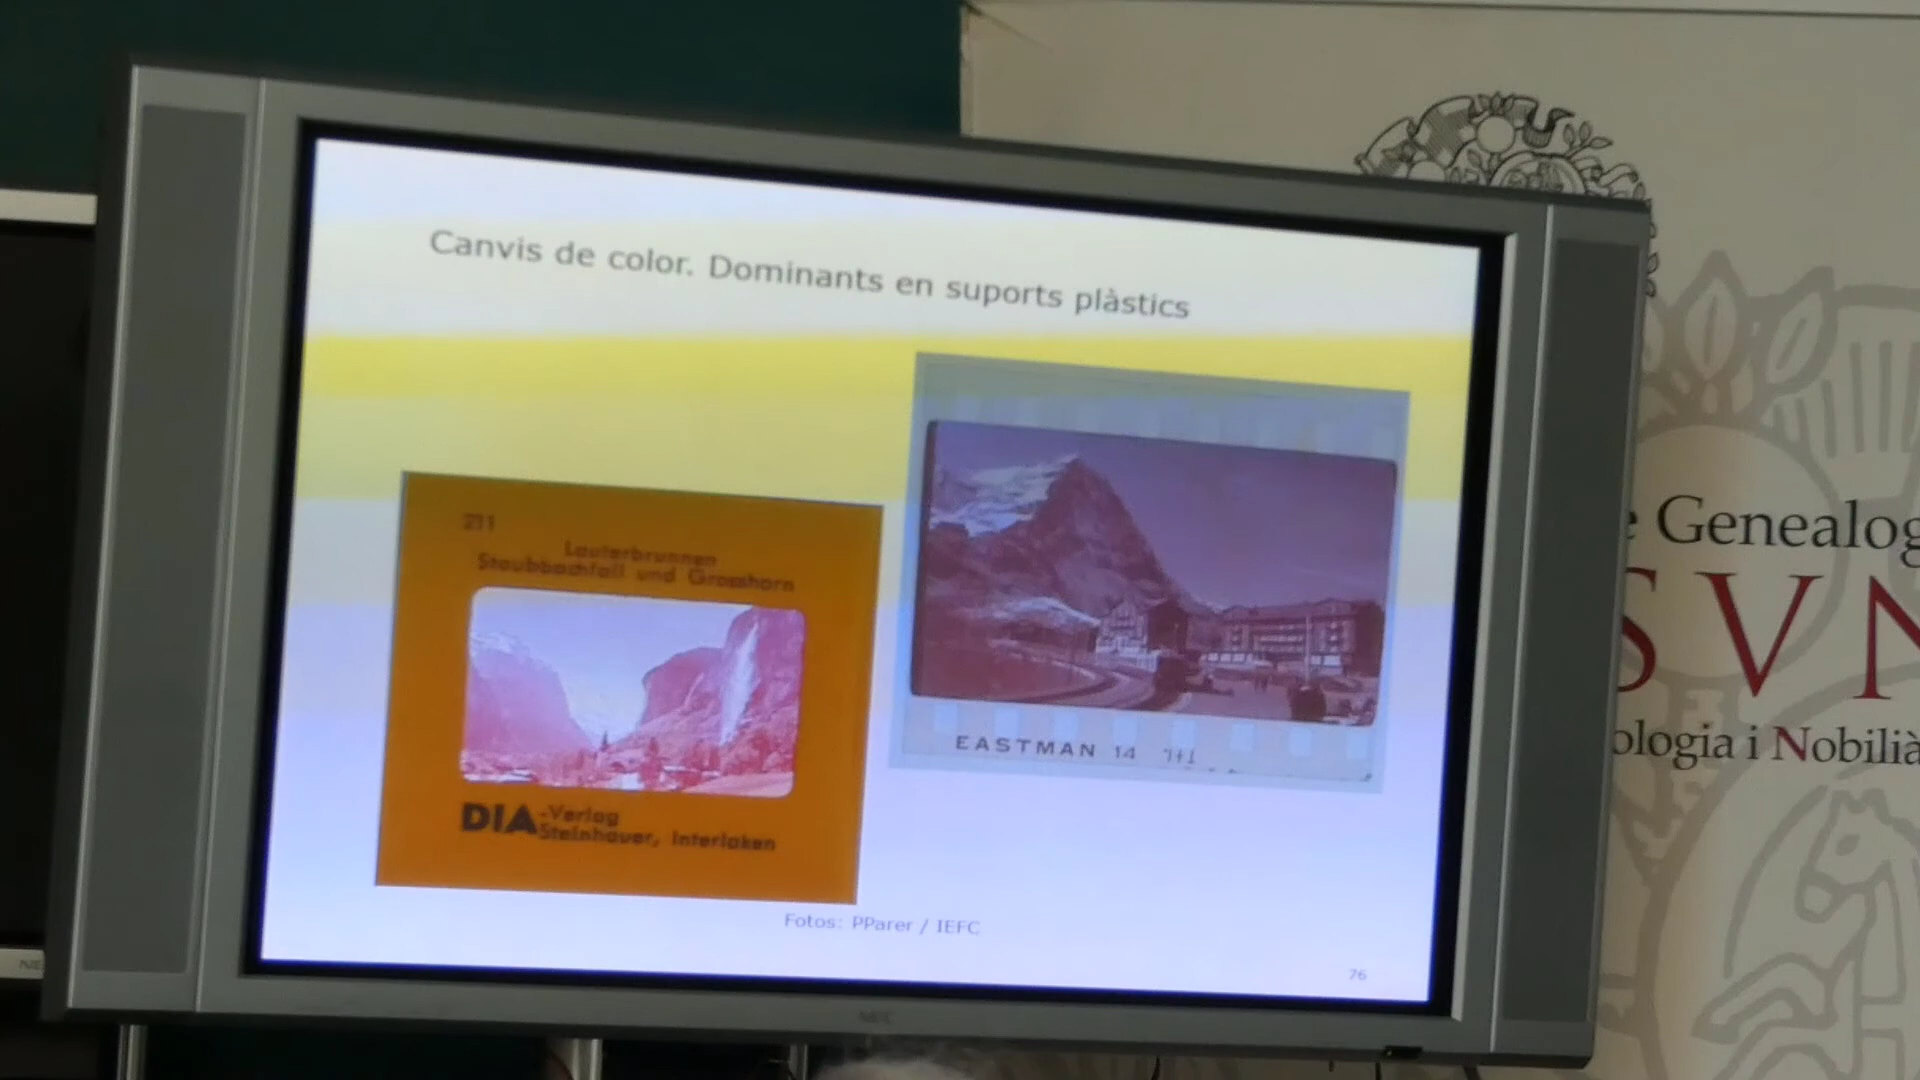 Canvis de color. Dominants en suports plàstics
211
Lauterbrunnen
Staubbachfall und Grosshorn
DIA-Verlag
Steinhauer, Interlaken
EASTMAN 14
Fotos: PParer / IEFC
76
NEC
e Genealog
SVN
ologia i Nobilià